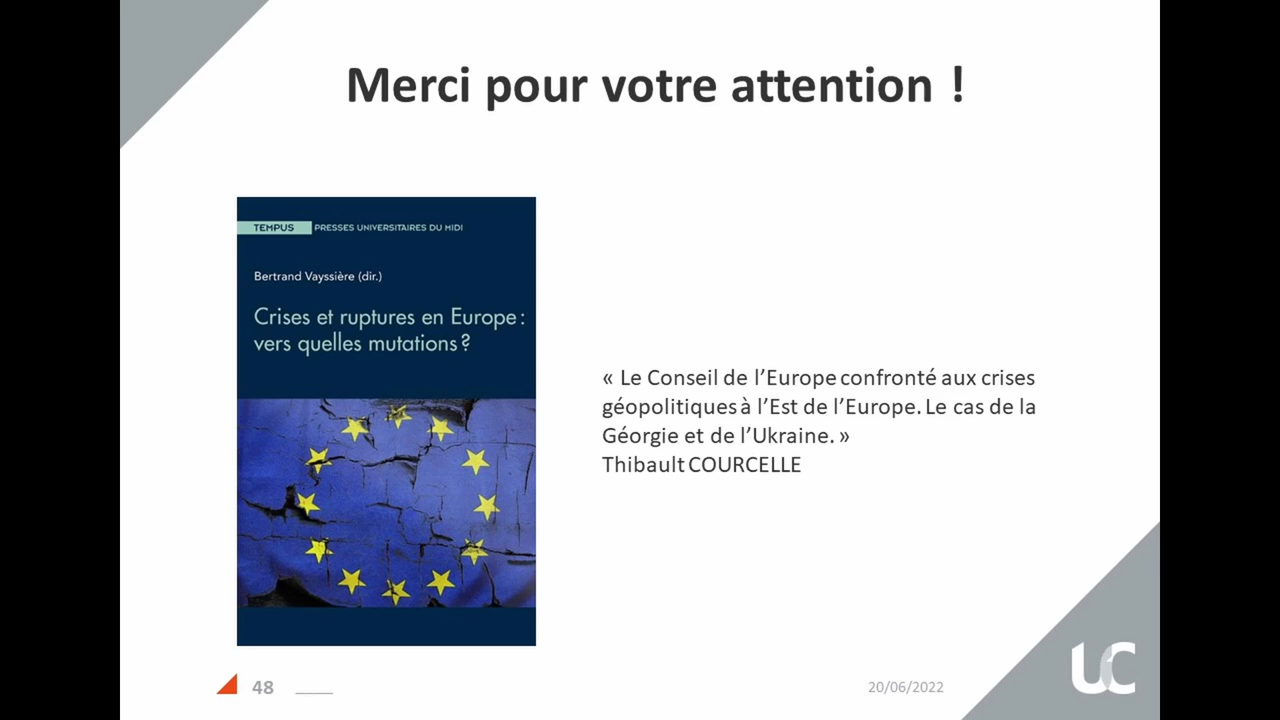 Merci pour votre attention !
TEMPUS PRESSES UNIVERSITAIRES DU MIDI
Bertrand Vayssière (dir.)
Crises et ruptures en Europe :
vers quelles mutations ?
« Le Conseil de l’Europe confronté aux crises
géopolitiques à l’Est de l’Europe. Le cas de la
Géorgie et de l’Ukraine. »
Thibault COURCELLE
48
20/06/2022
UC